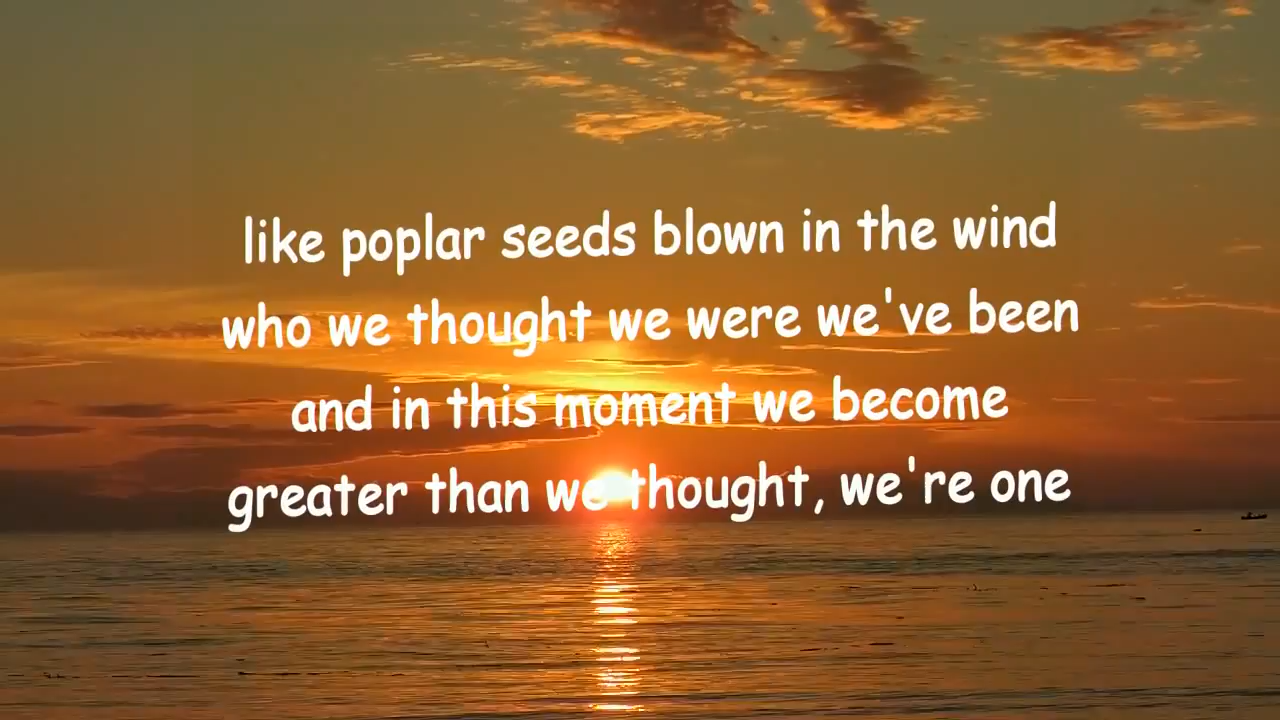 like poplar seeds blown in the wind
who we thought we were we've been
and in this moment we become
greater than we thought, we're one